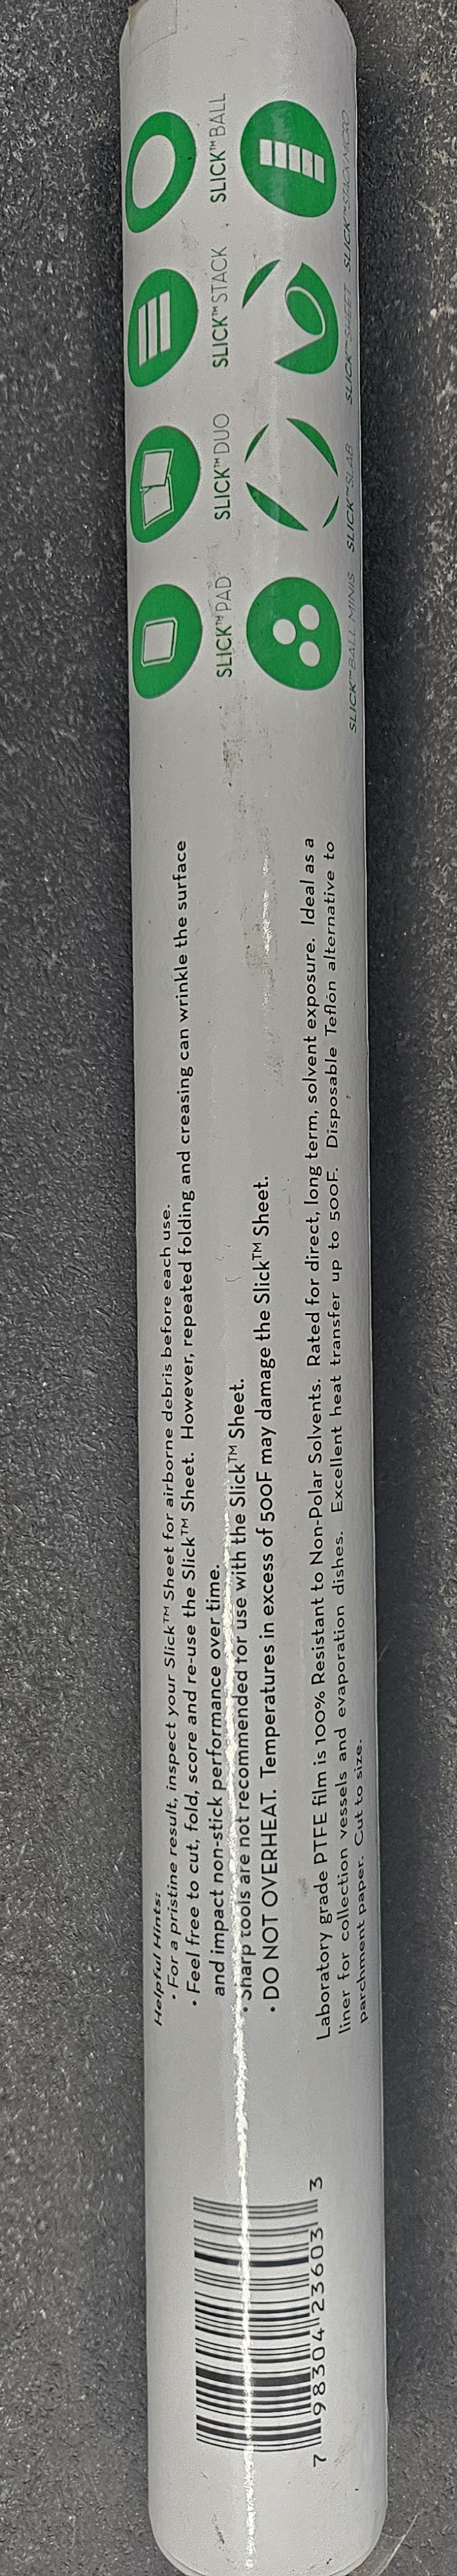 Helpful Hints:
• For a pristine result, inspect your Slick™ Sheet for airborne debris before each use.
• Feel free to cut, fold, score and re-use the Slick™ Sheet. However, repeated folding and creasing can wrinkle the surface
and impact non-stick performance over time.
• Sharp tools are not recommended for use with the Slick™ Sheet.
• DO NOT OVERHEAT. Temperatures in excess of 500F may damage the Slick™ Sheet.
Laboratory grade PTFE film is 100% Resistant to Non-Polar Solvents. Rated for direct, long term, solvent exposure. Ideal as a
liner for collection vessels and evaporation dishes. Excellent heat transfer up to 500F. Disposable Teflon alternative to
parchment paper. Cut to size.
7 98304 23603 3
SLICK™PAD SLICK™DUO SLICK™STACK SLICK™BALL
SLICK™BALL MINIS SLICK™SLAB SLICK™SHEET SLICK™